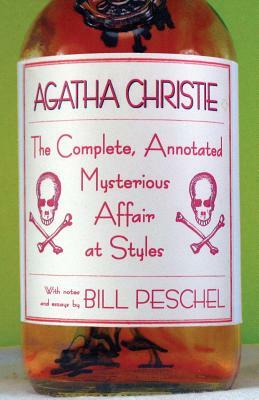 AGATHA CHRISTIE
The Complete, Annotated
Mysterious
Affair
at Styles
With notes
and essays by BILL PESCHEL